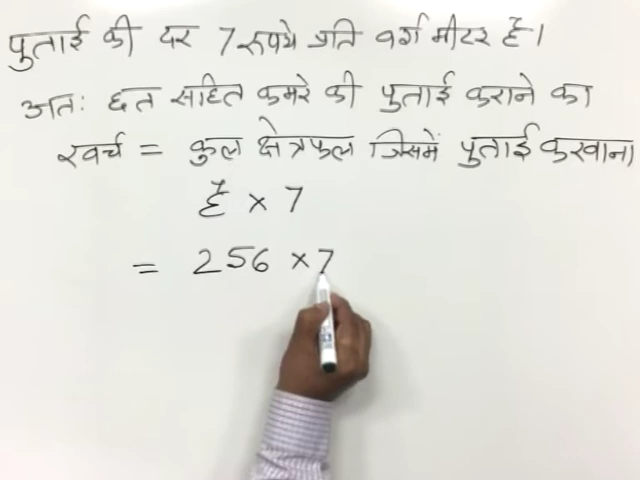 पुताई की दर 7 रूपये प्रति वर्ग मीटर है।
अतः छत सहित कमरे की पुताई कराने का
खर्च = कुल क्षेत्रफल जिसमें पुताई करवाना
है × 7
= 256 × 7